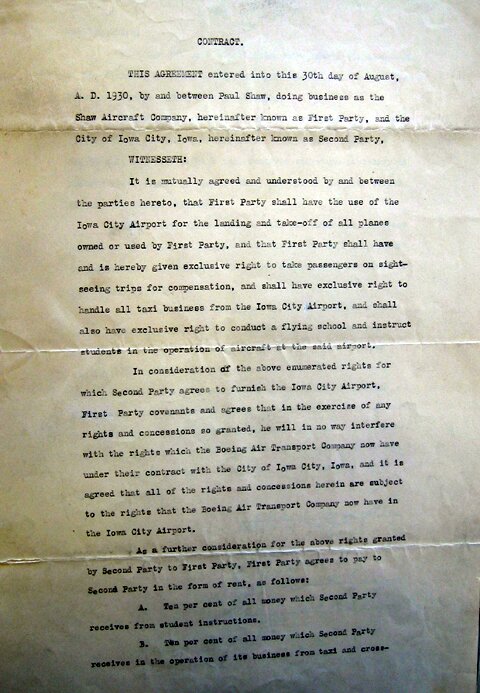 CONTRACT.
THIS AGREEMENT entered into this 30th day of August,
A. D. 1930, by and between Paul Shaw, doing business as the
Shaw Aircraft Company, hereinafter known as First Party, and the
City of Iowa City, Iowa, hereinafter known as Second Party,
WITNESSETH:
It is mutually agreed and understood by and between
the parties hereto, that First Party shall have the use of the
Iowa City Airport for the landing and take-off of all planes
owned or used by First Party, and that First Party shall have
and is hereby given exclusive right to take passengers on sight-
seeing trips for compensation, and shall have exclusive right to
handle all taxi business from the Iowa City Airport, and shall
also have exclusive right to conduct a flying school and instruct
students in the operation of aircraft at the said airport.
In consideration of the above enumerated rights for
which Second Party agrees to furnish the Iowa City Airport,
First Party covenants and agrees that in the exercise of any
rights and concessions so granted, he will in no way interfere
with the rights which the Boeing Air Transport Company now have
under their contract with the City of Iowa City, Iowa, and it is
agreed that all of the rights and concessions herein are subject
to the rights that the Boeing Air Transport Company now have in
the Iowa City Airport.
As a further consideration for the above rights granted
by Second Party to First Party, First Party agrees to pay to
Second Party in the form of rent, as follows:
A. Ten per cent of all money which Second Party
receives from student instructions.
B. Ten per cent of all money which Second Party
receives in the operation of its business from taxi and cross-